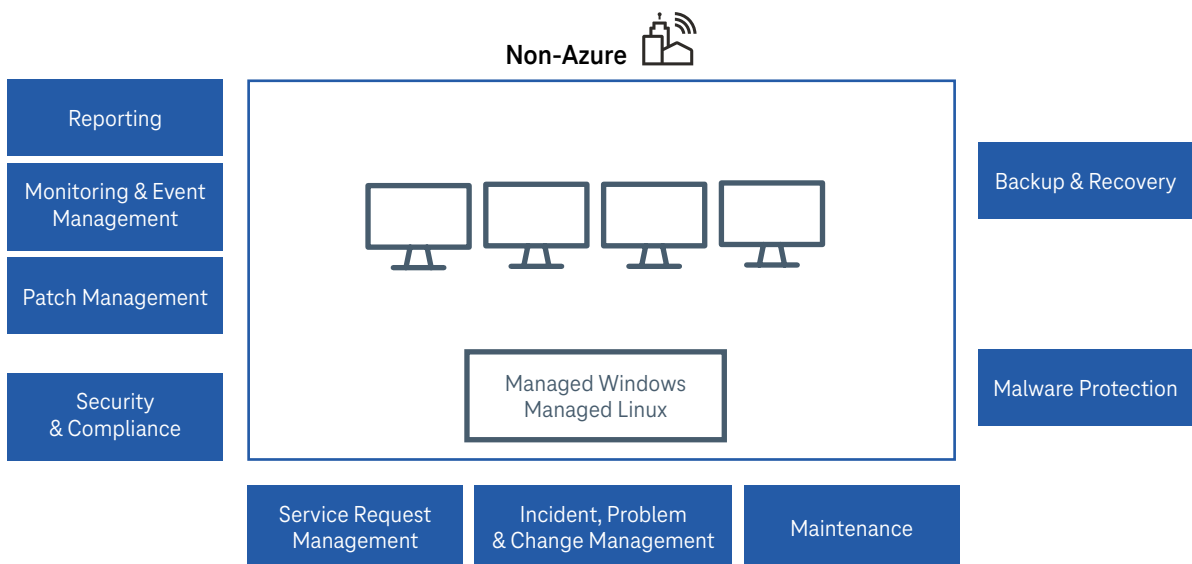 Non-Azure
Reporting
Monitoring & Event
Management
Patch Management
Security
& Compliance
Managed Windows
Managed Linux
Backup & Recovery
Malware Protection
Service Request
Management
Incident, Problem
& Change Management
Maintenance